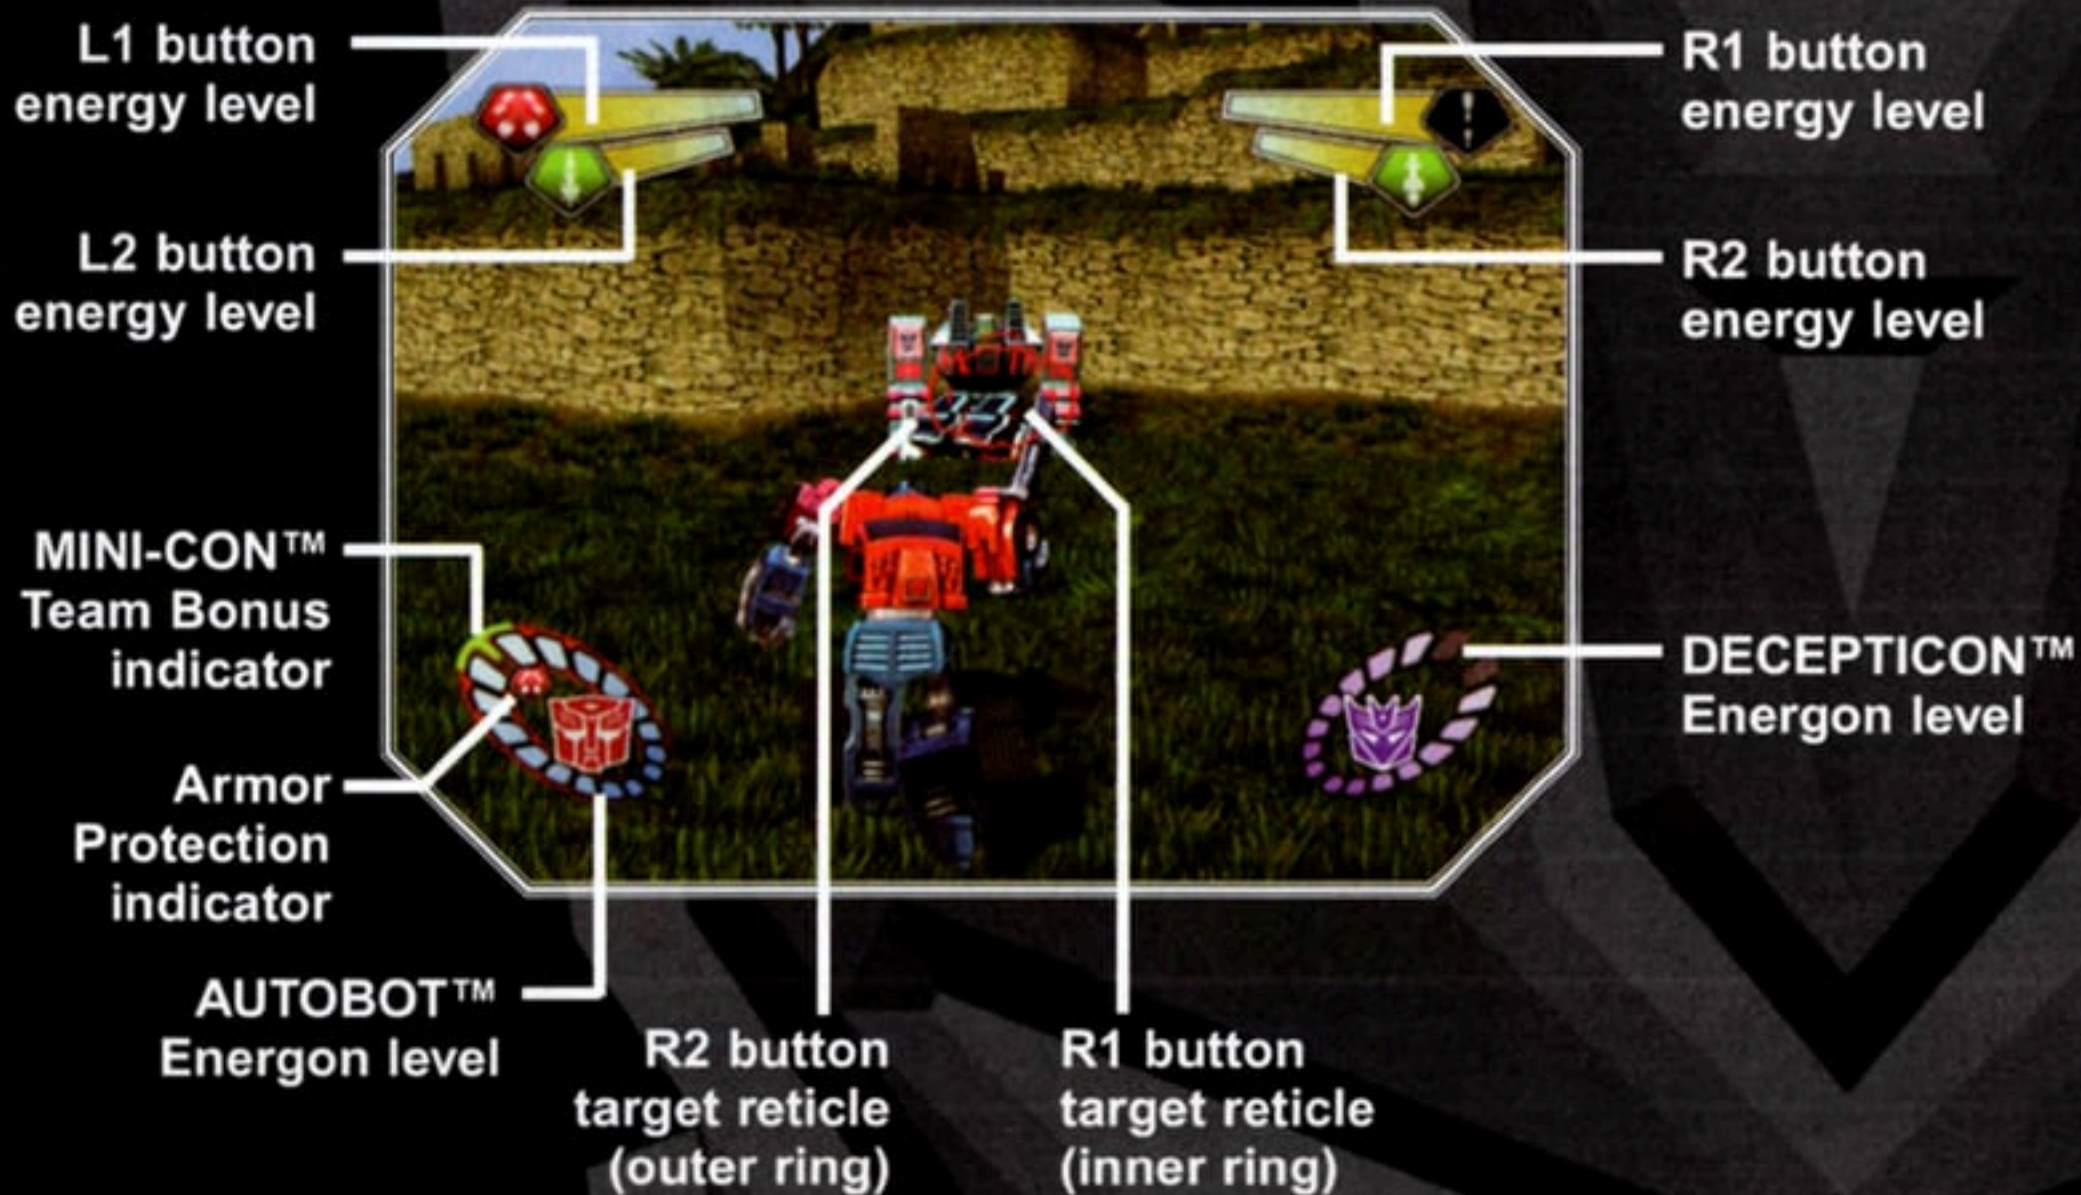 L1 button
energy level
R1 button
energy level
L2 button
energy level
R2 button
energy level
MINI-CON™
Team Bonus
indicator
DECEPTICON™
Energon level
Armor
Protection
indicator
AUTOBOT™
Energon level
R2 button
target reticle
(outer ring)
R1 button
target reticle
(inner ring)